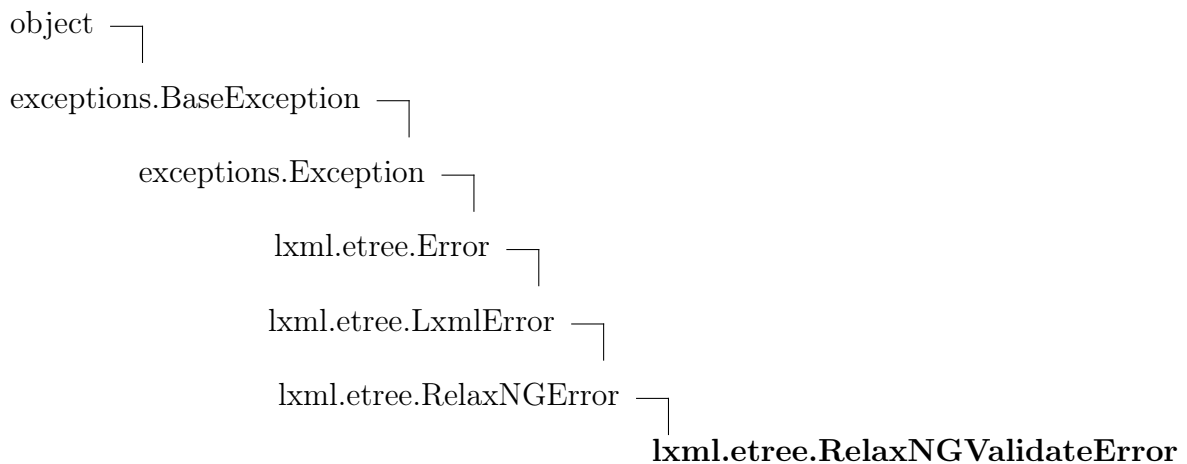 object
exceptions.BaseException
exceptions.Exception
lxml.etree.Error
lxml.etree.LxmlError
lxml.etree.RelaxNGError
lxml.etree.RelaxNGValidateError